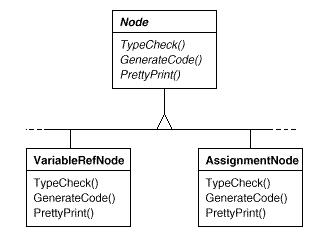 Node
TypeCheck()
GenerateCode()
PrettyPrint()
VariableRefNode
TypeCheck()
GenerateCode()
PrettyPrint()
AssignmentNode
TypeCheck()
GenerateCode()
PrettyPrint()